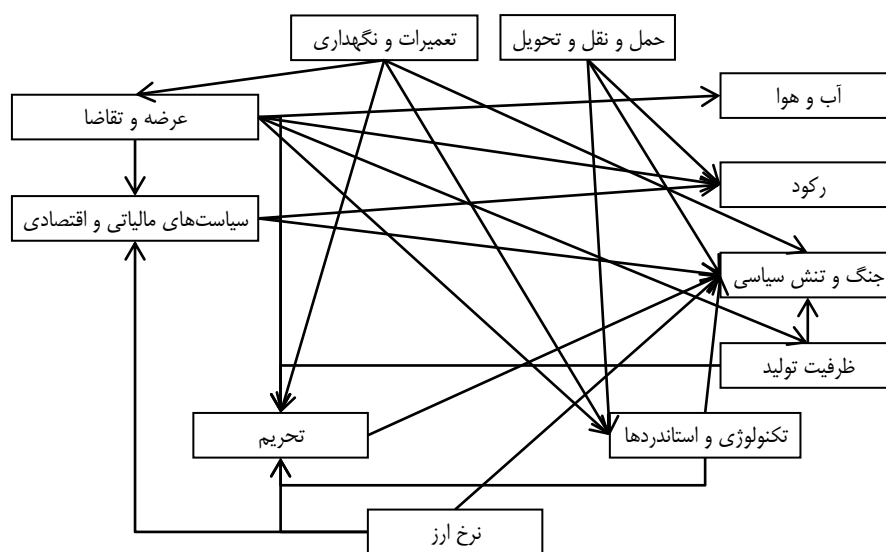 حمل و نقل و تحویل
تعمیرات و نگهداری
آب و هوا
عرضه و تقاضا
رکود
سیاست‌های مالیاتی و اقتصادی
جنگ و تنش سیاسی
ظرفیت تولید
تکنولوژی و استانداردها
تحریم
نرخ ارز